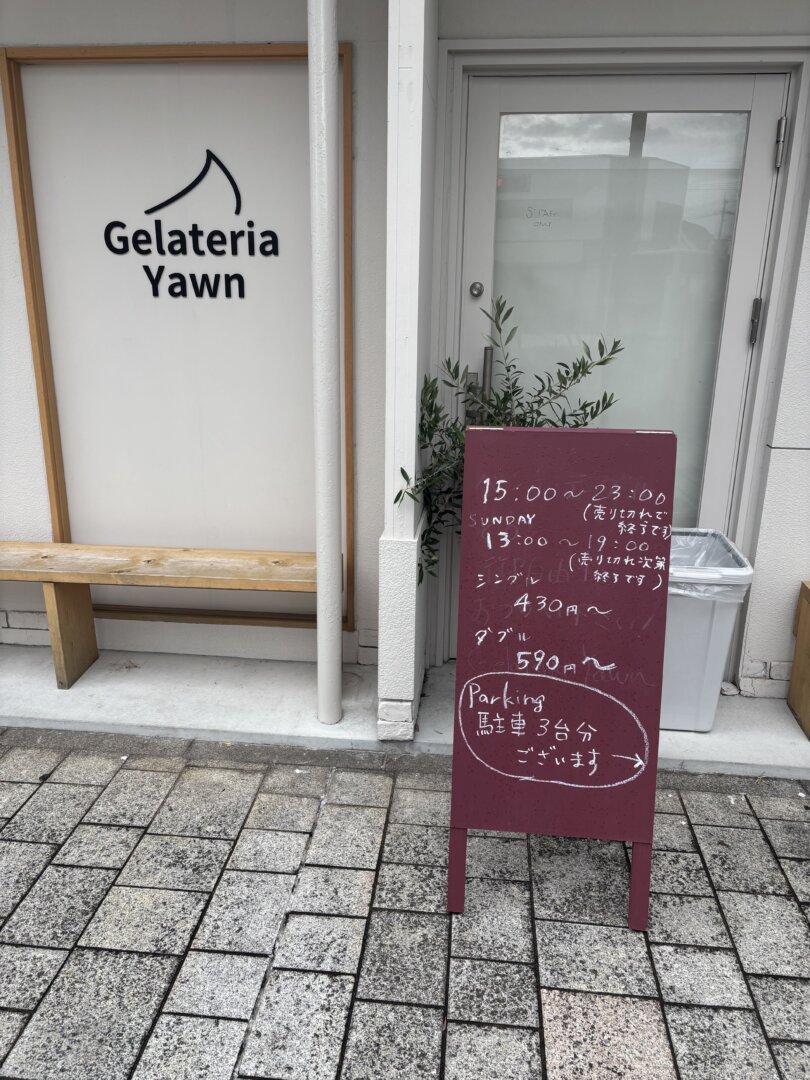 Gelateria
Yawn
STAFF
ONLY
15:00～23:00
(売り切れで
終了です)
SUNDAY
13:00～19:00
(売り切れ次第
終了です)
シングル
430円～
ダブル
590円～
Parking
駐車3台分
ございます→